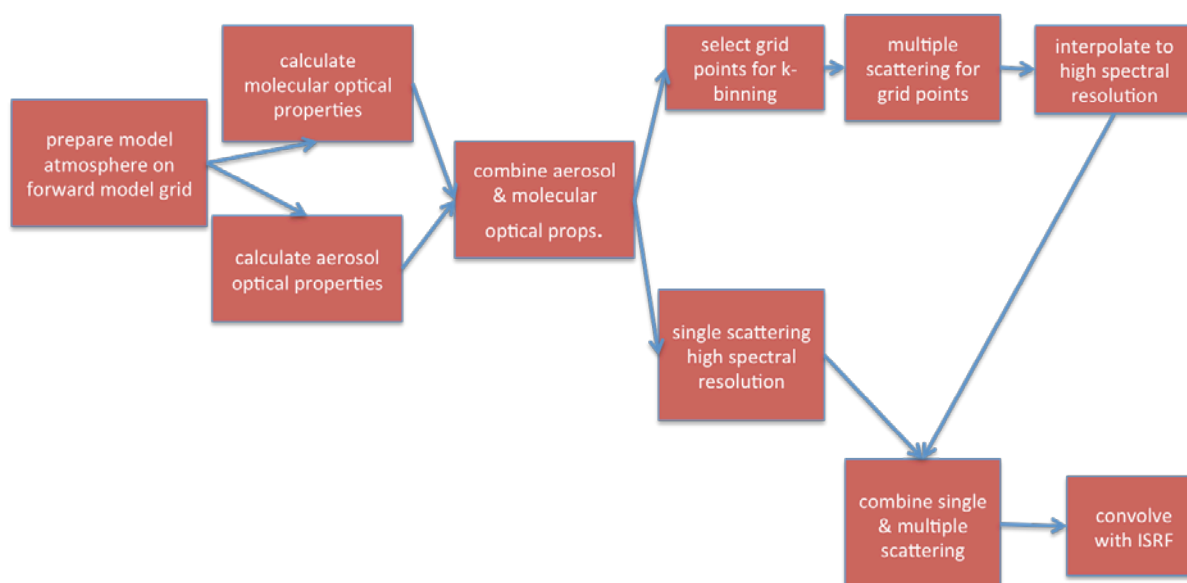 prepare model
atmosphere on
forward model grid
calculate
molecular optical
properties
calculate aerosol
optical properties
combine aerosol
& molecular
optical props.
select grid
points for k-
binning
multiple
scattering for
grid points
interpolate to
high spectral
resolution
single scattering
high spectral
resolution
combine single
& multiple
scattering
convolve
with ISRF